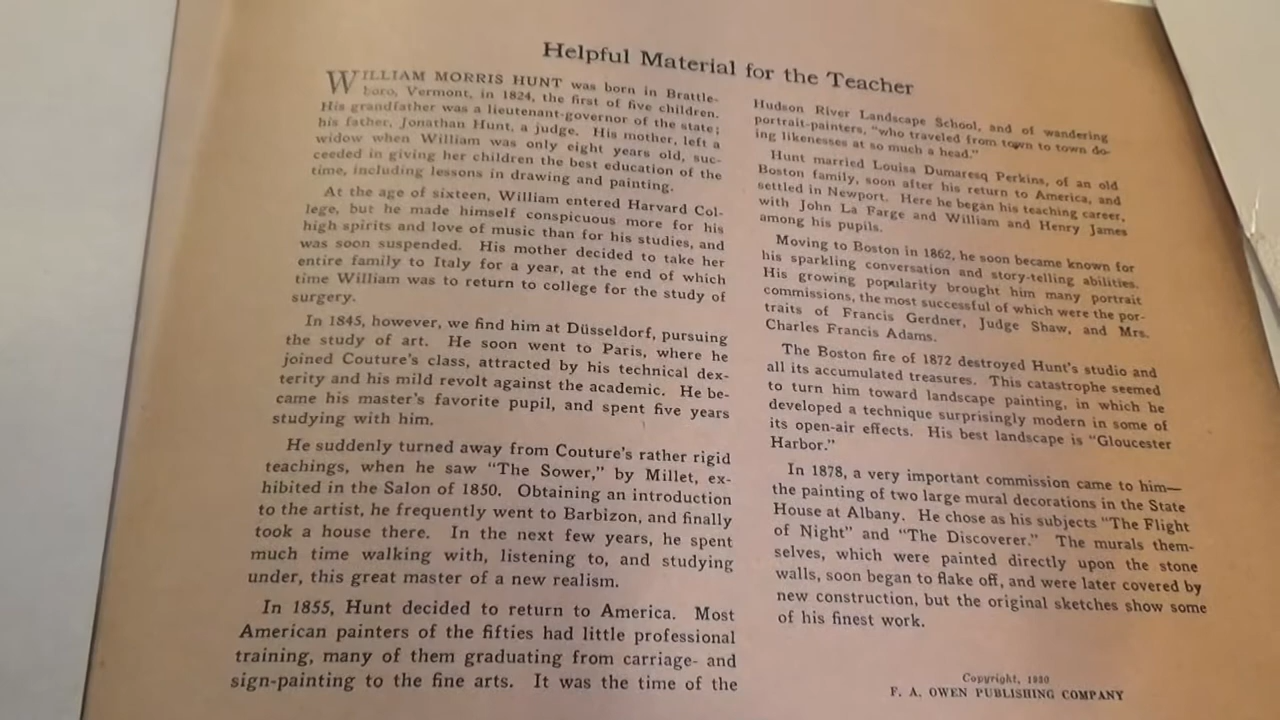 Helpful Material for the Teacher
WILLIAM MORRIS HUNT was born in Brattle-
boro, Vermont, in 1824, the first of five children.
His grandfather was a lieutenant-governor of the state;
his father, Jonathan Hunt, a judge. His mother, left a
widow when William was only eight years old, suc-
ceeded in giving her children the best education of the
time, including lessons in drawing and painting.
At the age of sixteen, William entered Harvard Col-
lege, but he made himself conspicuous more for his
high spirits and love of music than for his studies, and
was soon suspended. His mother decided to take her
entire family to Italy for a year, at the end of which
time William was to return to college for the study of
surgery.
In 1845, however, we find him at Düsseldorf, pursuing
the study of art. He soon went to Paris, where he
joined Couture's class, attracted by his technical dex-
terity and his mild revolt against the academic. He be-
came his master's favorite pupil, and spent five years
studying with him.
He suddenly turned away from Couture's rather rigid
teachings, when he saw "The Sower," by Millet, ex-
hibited in the Salon of 1850. Obtaining an introduction
to the artist, he frequently went to Barbizon, and finally
took a house there. In the next few years, he spent
much time walking with, listening to, and studying
under, this great master of a new realism.
In 1855, Hunt decided to return to America. Most
American painters of the fifties had little professional
training, many of them graduating from carriage- and
sign-painting to the fine arts. It was the time of the
Hudson River Landscape School, and of wandering
portrait-painters, "who traveled from town to town do-
ing likenesses at so much a head."
Hunt married Louisa Dumaresq Perkins, of an old
Boston family, soon after his return to America, and
settled in Newport. Here he began his teaching career,
with John La Farge and William and Henry James
among his pupils.
Moving to Boston in 1862, he soon became known for
his sparkling conversation and story-telling abilities.
His growing popularity brought him many portrait
commissions, the most successful of which were the por-
traits of Francis Gerdner, Judge Shaw, and Mrs.
Charles Francis Adams.
The Boston fire of 1872 destroyed Hunt's studio and
all its accumulated treasures. This catastrophe seemed
to turn him toward landscape painting, in which he
developed a technique surprisingly modern in some of
its open-air effects. His best landscape is "Gloucester
Harbor."
In 1878, a very important commission came to him—
the painting of two large mural decorations in the State
House at Albany. He chose as his subjects "The Flight
of Night" and "The Discoverer." The murals them-
selves, which were painted directly upon the stone
walls, soon began to flake off, and were later covered by
new construction, but the original sketches show some
of his finest work.
Copyright, 1930
F. A. OWEN PUBLISHING COMPANY